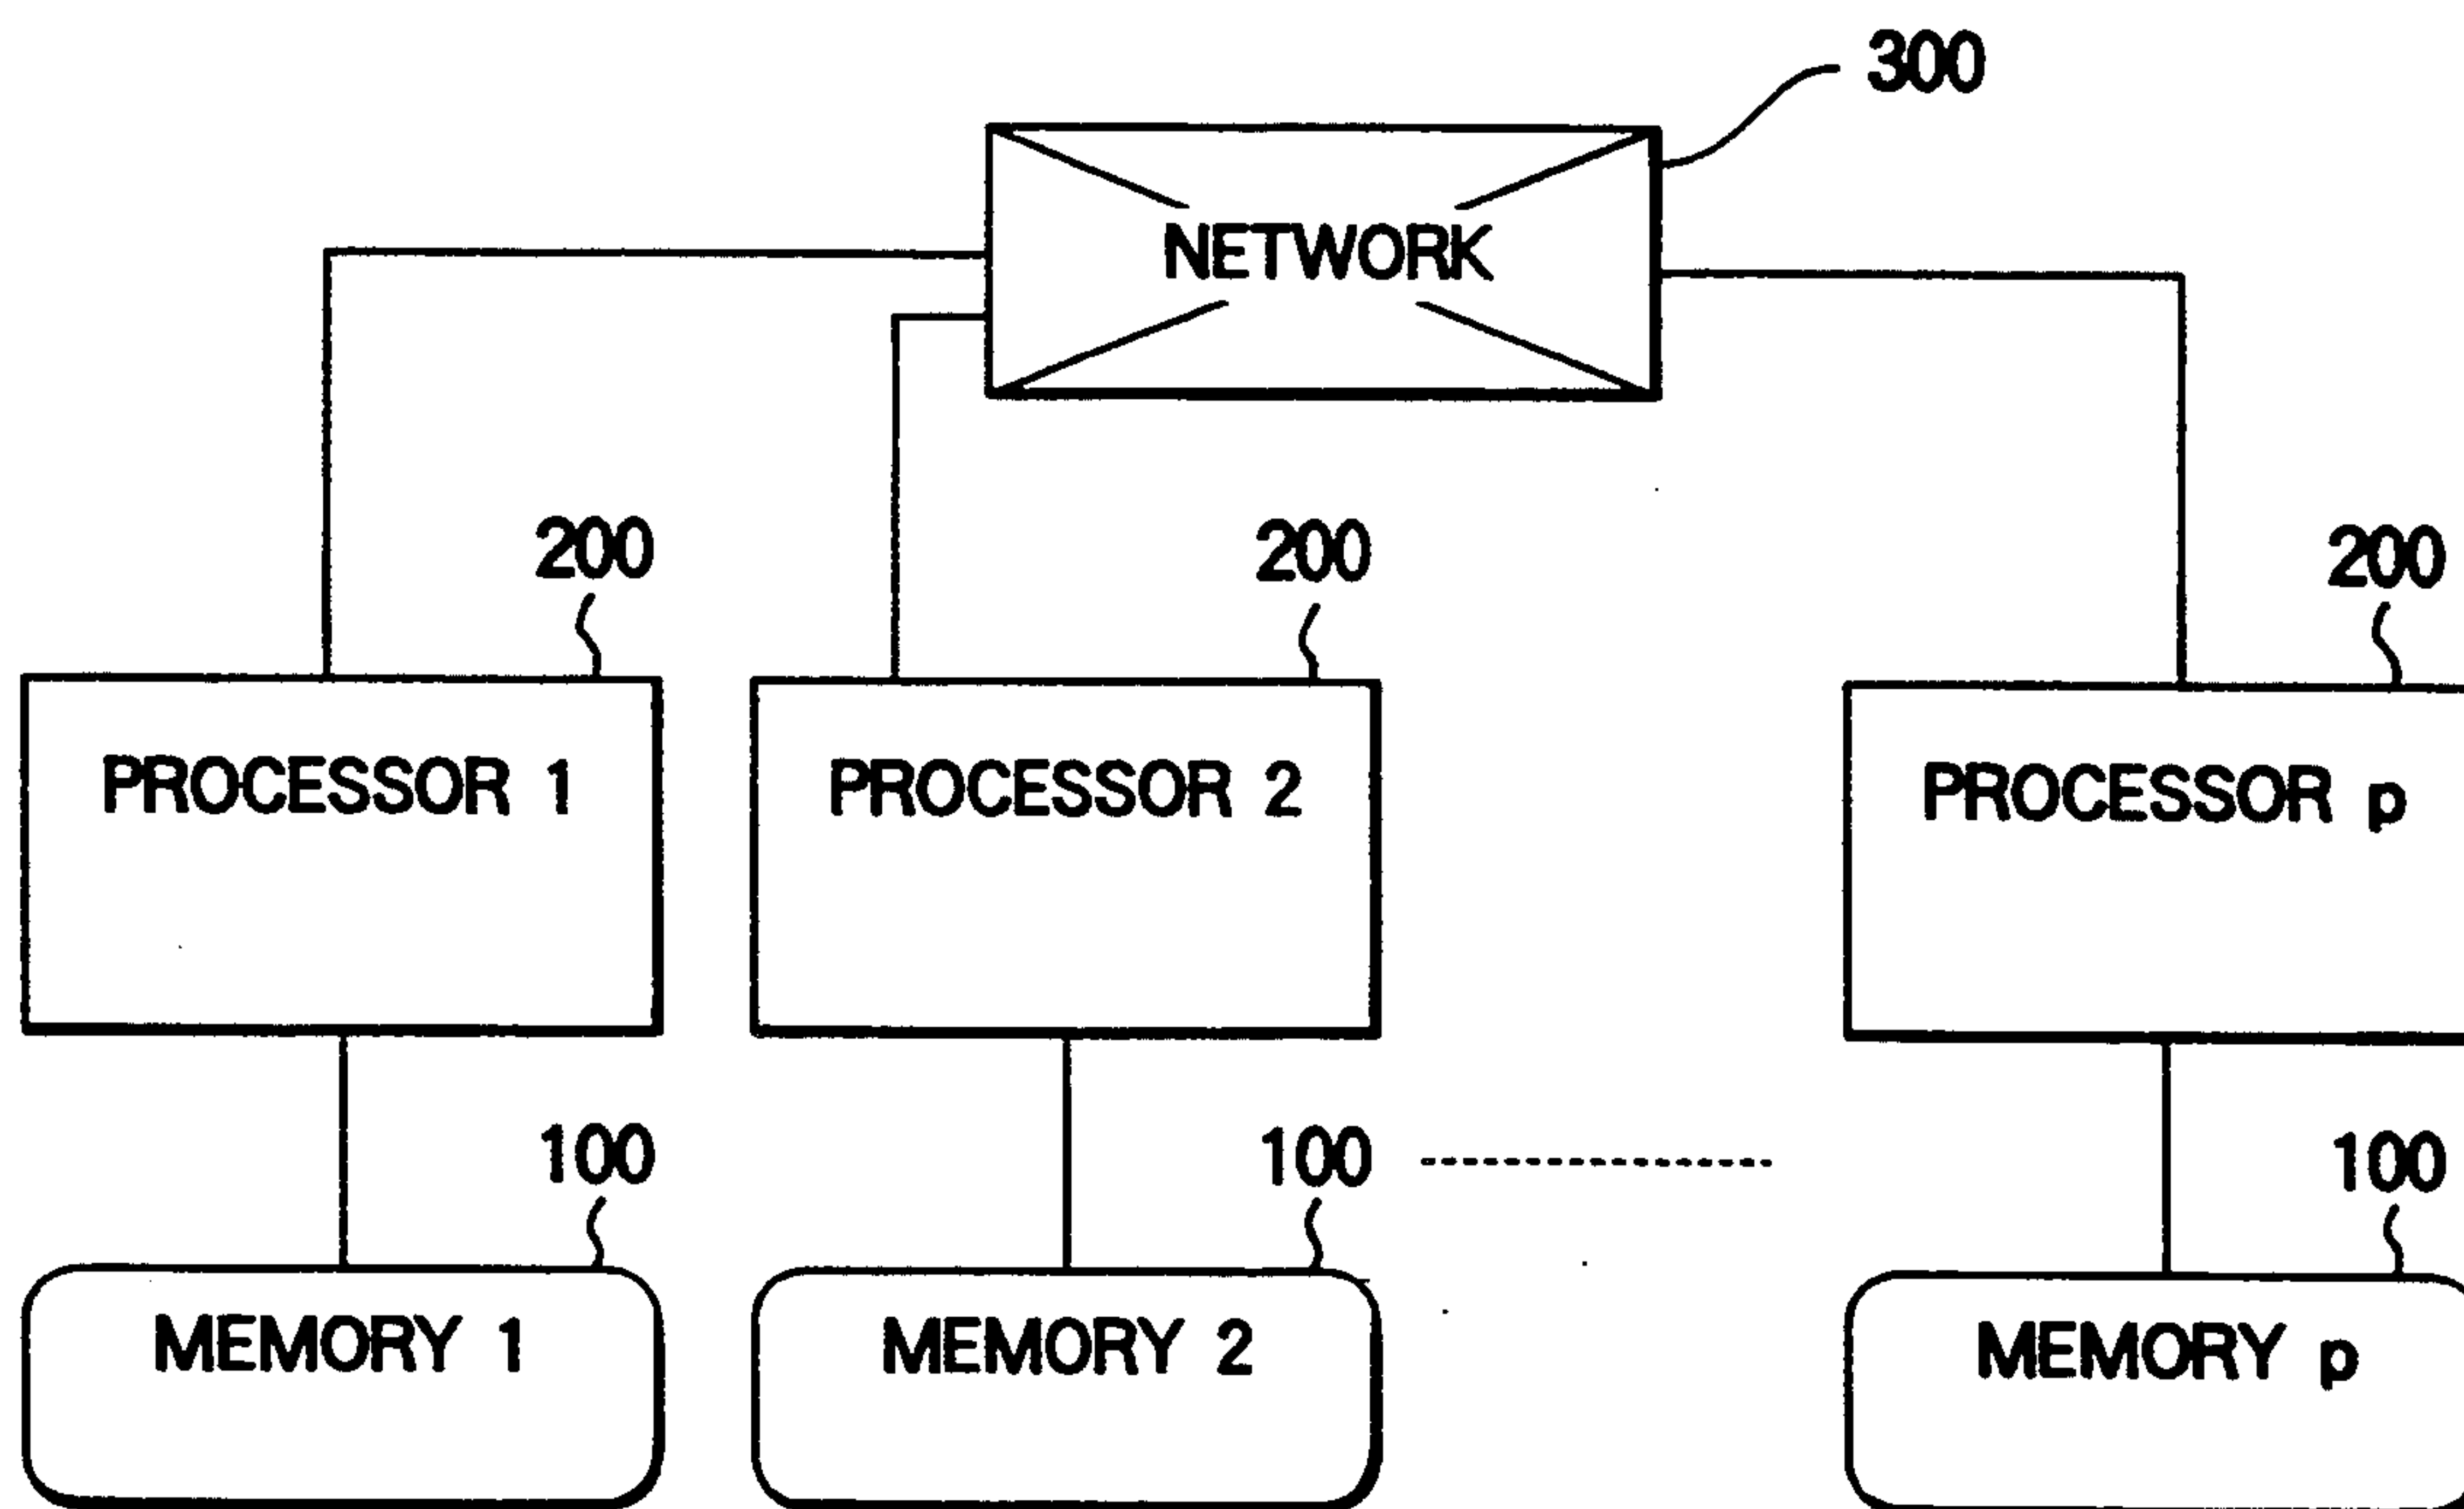 300
NETWORK
200 200 200
PROCESSOR 1 PROCESSOR 2 PROCESSOR p
100 100 100
MEMORY 1 MEMORY 2 MEMORY p